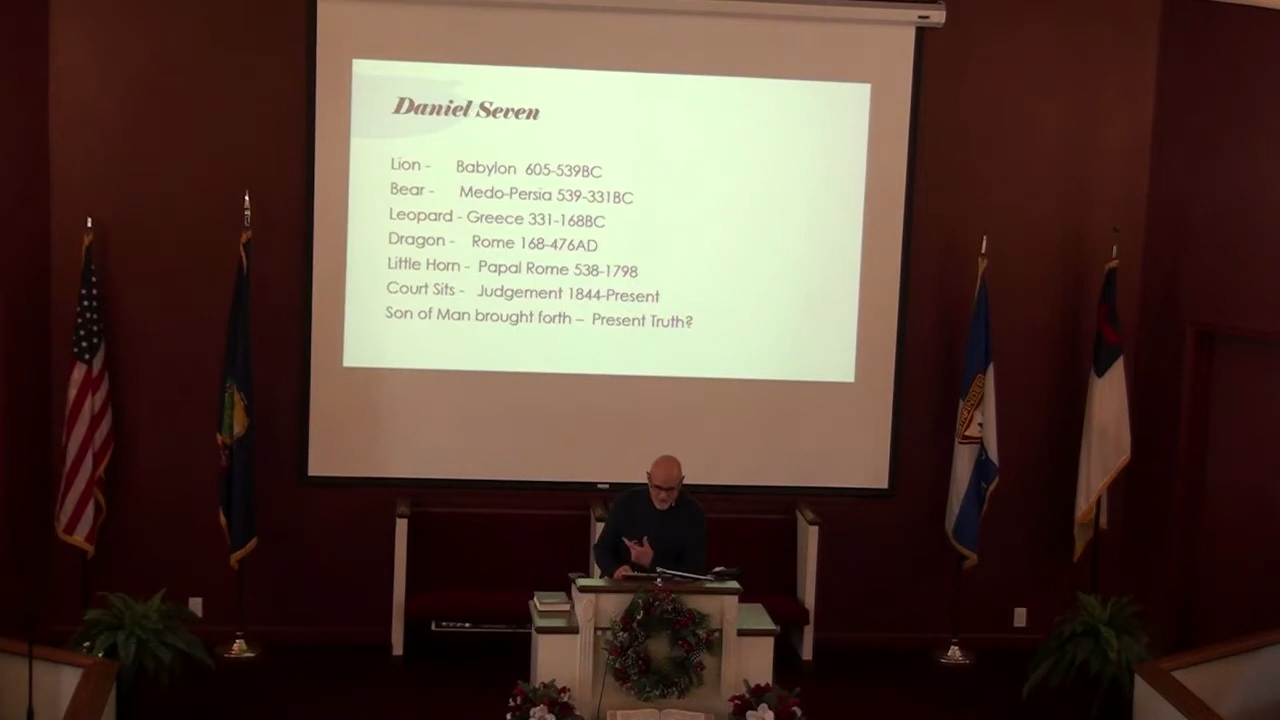 Daniel Seven
Lion - Babylon 605-539BC
Bear - Medo-Persia 539-331BC
Leopard - Greece 331-168BC
Dragon - Rome 168-476AD
Little Horn - Papal Rome 538-1798
Court Sits - Judgement 1844-Present
Son of Man brought forth – Present Truth?